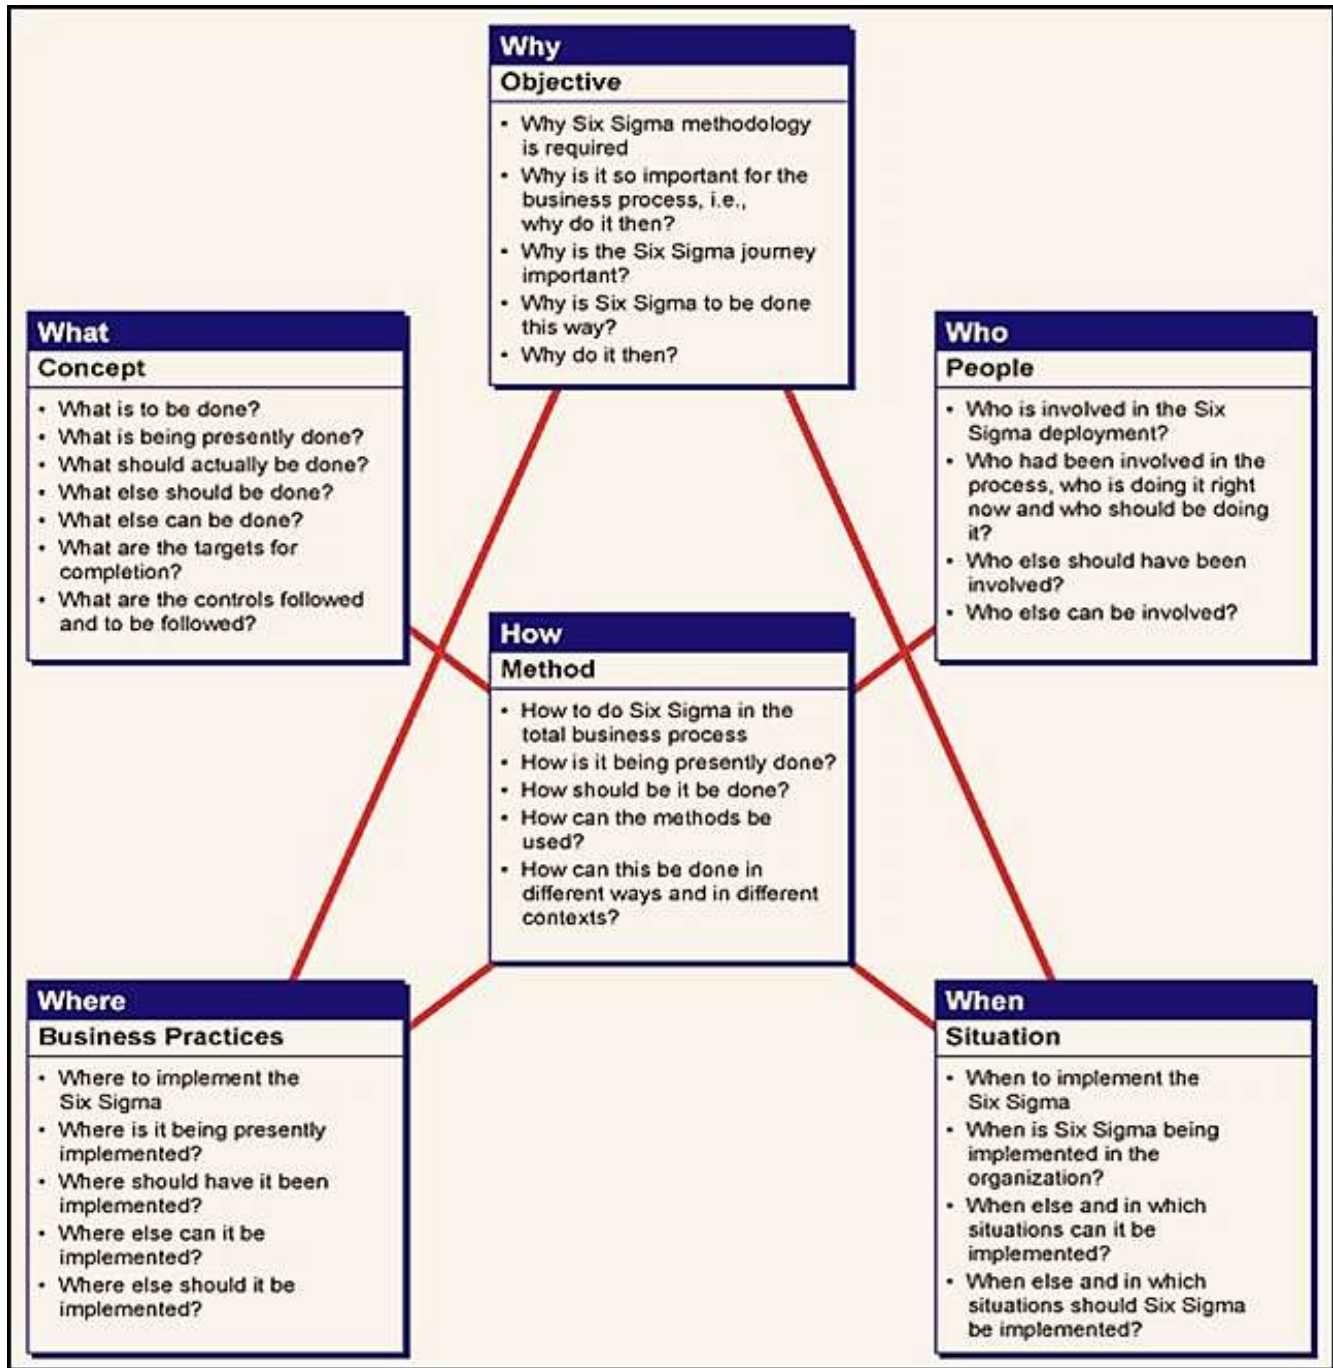 Why
Objective
• Why Six Sigma methodology
is required
• Why is it so important for the
business process, i.e.,
why do it then?
• Why is the Six Sigma journey
important?
• Why is Six Sigma to be done
this way?
• Why do it then?
What
Concept
• What is to be done?
• What is being presently done?
• What should actually be done?
• What else should be done?
• What else can be done?
• What are the targets for
completion?
• What are the controls followed
and to be followed?
Who
People
• Who is involved in the Six
Sigma deployment?
• Who had been involved in the
process, who is doing it right
now and who should be doing
it?
• Who else should have been
involved?
• Who else can be involved?
How
Method
• How to do Six Sigma in the
total business process
• How is it being presently done?
• How should be it be done?
• How can the methods be
used?
• How can this be done in
different ways and in different
contexts?
Where
Business Practices
• Where to implement the
Six Sigma
• Where is it being presently
implemented?
• Where should have it been
implemented?
• Where else can it be
implemented?
• Where else should it be
implemented?
When
Situation
• When to implement the
Six Sigma
• When is Six Sigma being
implemented in the
organization?
• When else and in which
situations can it be
implemented?
• When else and in which
situations should Six Sigma
be implemented?